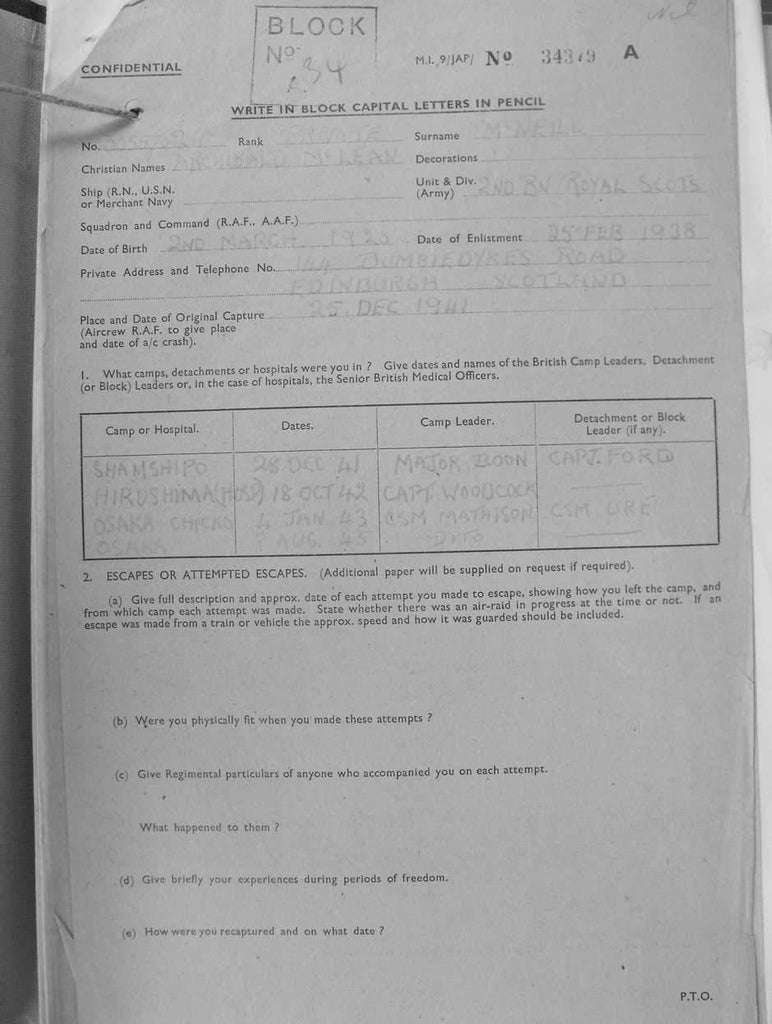 Nil
BLOCK
Nº 34
CONFIDENTIAL
M.I. 9/JAP/ Nº 34379 A
WRITE IN BLOCK CAPITAL LETTERS IN PENCIL
No. Rank PRIVATE Surname McNEILL
Christian Names ARCHIBALD McLEAN Decorations
Ship (R.N., U.S.N. or Merchant Navy Unit & Div. (Army) 2ND BN ROYAL SCOTS
Squadron and Command (R.A.F., A.A.F.)
Date of Birth 2ND MARCH 1920 Date of Enlistment 25 FEB 1938
Private Address and Telephone No. 144 DUMBIEDYKES ROAD
EDINBURGH SCOTLAND
Place and Date of Original Capture 25 DEC 1941
(Aircrew R.A.F. to give place
and date of a/c crash).
1. What camps, detachments or hospitals were you in ? Give dates and names of the British Camp Leaders, Detachment
(or Block) Leaders or, in the case of hospitals, the Senior British Medical Officers.
Camp or Hospital. Dates. Camp Leader. Detachment or Block Leader (if any).
SHAMSHIPO 28 DEC 41 MAJOR BOON CAPT. FORD
HIRUSHIMA (HOSP) 18 OCT 42 CAPT WOODCOCK
OSAKA CHICKO 4 JAN 43 CSM MATHISON CSM ORE
OSAKA ? AUG. 45 DITTO
2. ESCAPES OR ATTEMPTED ESCAPES. (Additional paper will be supplied on request if required).
(a) Give full description and approx. date of each attempt you made to escape, showing how you left the camp, and
from which camp each attempt was made. State whether there was an air-raid in progress at the time or not. If an
escape was made from a train or vehicle the approx. speed and how it was guarded should be included.
(b) Were you physically fit when you made these attempts ?
(c) Give Regimental particulars of anyone who accompanied you on each attempt.
What happened to them ?
(d) Give briefly your experiences during periods of freedom.
(e) How were you recaptured and on what date ?
P.T.O.